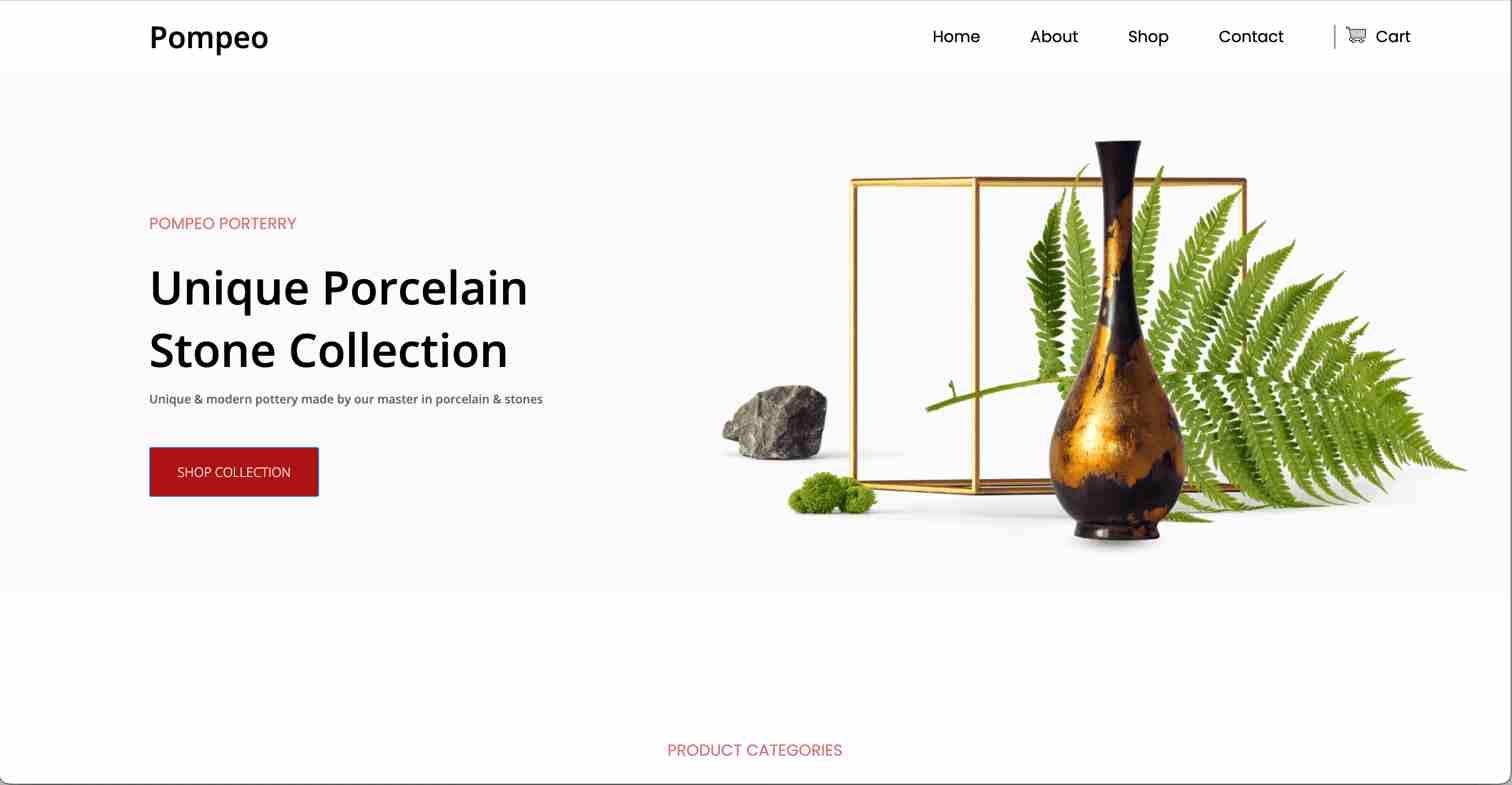 Pompeo
Home About Shop Contact Cart
POMPEO PORTERRY
Unique Porcelain
Stone Collection
Unique & modern pottery made by our master in porcelain & stones
SHOP COLLECTION
PRODUCT CATEGORIES